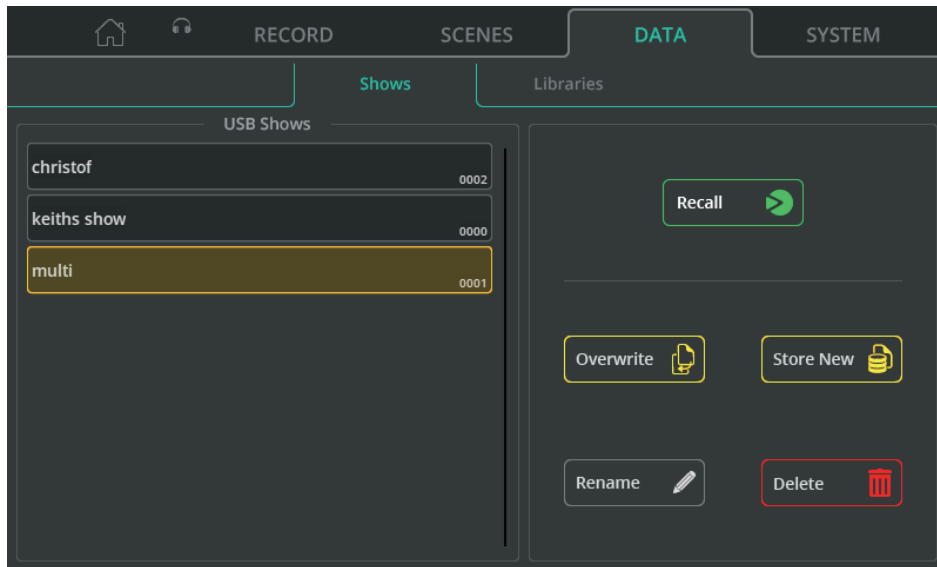 RECORD SCENES DATA SYSTEM
Shows Libraries
USB Shows
christof
0002
keiths show
0000
multi
0001
Recall
Overwrite Store New
Rename Delete